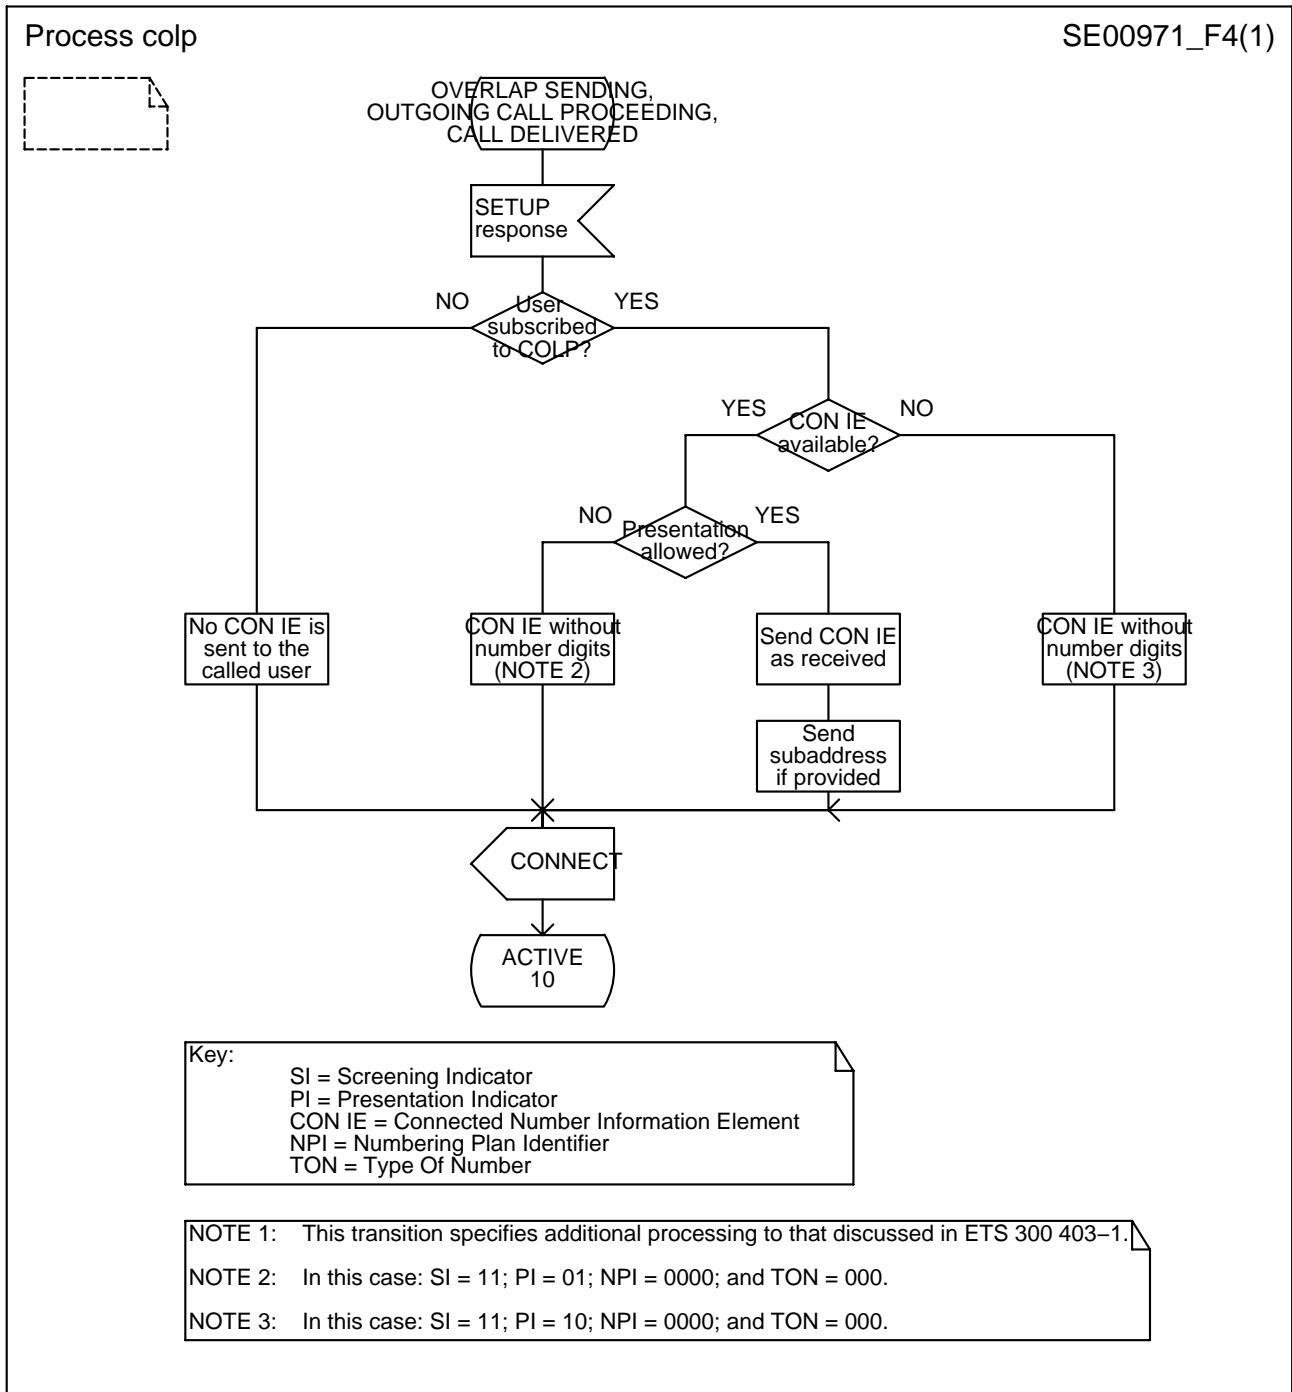 Process colp
SE00971_F4(1)
OVERLAP SENDING,
OUTGOING CALL PROCEEDING,
CALL DELIVERED
SETUP
response
NO
User
subscribed
to COLP?
YES
YES
CON IE
available?
NO
NO
Presentation
allowed?
YES
No CON IE is
sent to the
called user
CON IE without
number digits
(NOTE 2)
Send CON IE
as received
CON IE without
number digits
(NOTE 3)
Send
subaddress
if provided
CONNECT
ACTIVE
10
Key:
SI = Screening Indicator
PI = Presentation Indicator
CON IE = Connected Number Information Element
NPI = Numbering Plan Identifier
TON = Type Of Number
NOTE 1: This transition specifies additional processing to that discussed in ETS 300 403–1.
NOTE 2: In this case: SI = 11; PI = 01; NPI = 0000; and TON = 000.
NOTE 3: In this case: SI = 11; PI = 10; NPI = 0000; and TON = 000.